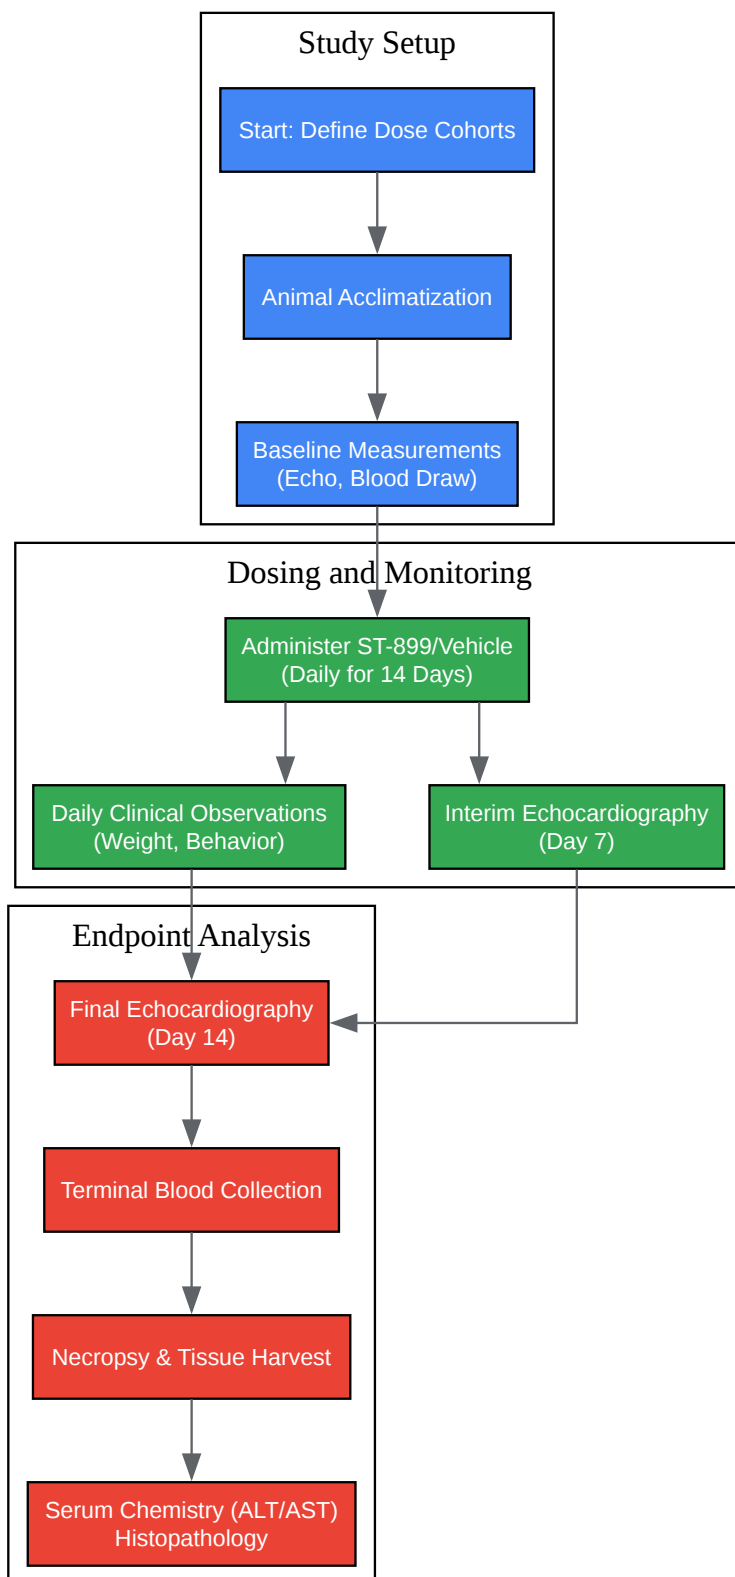 Study Setup
Start: Define Dose Cohorts
Animal Acclimatization
Baseline Measurements
(Echo, Blood Draw)
Dosing and Monitoring
Administer ST-899/Vehicle
(Daily for 14 Days)
Daily Clinical Observations
(Weight, Behavior)
Interim Echocardiography
(Day 7)
Endpoint Analysis
Final Echocardiography
(Day 14)
Terminal Blood Collection
Necropsy & Tissue Harvest
Serum Chemistry (ALT/AST)
Histopathology